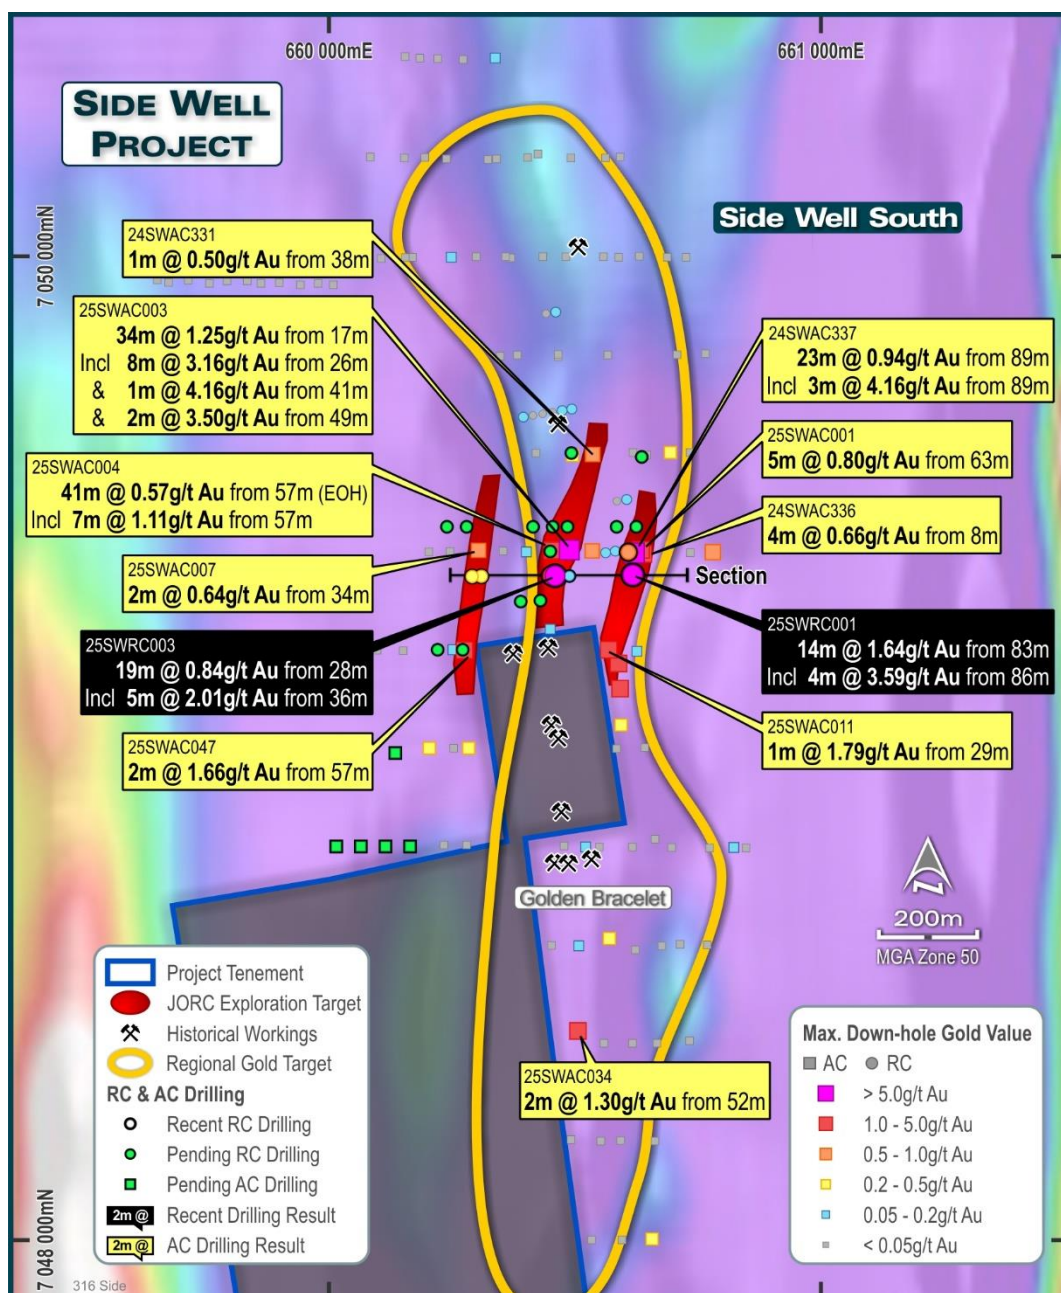 660 000mE
661 000mE
SIDE WELL
PROJECT
Side Well South
7 050 000mN
24SWAC331
1m @ 0.50g/t Au from 38m
25SWAC003
34m @ 1.25g/t Au from 17m
Incl 8m @ 3.16g/t Au from 26m
& 1m @ 4.16g/t Au from 41m
& 2m @ 3.50g/t Au from 49m
24SWAC337
23m @ 0.94g/t Au from 89m
Incl 3m @ 4.16g/t Au from 89m
25SWAC004
41m @ 0.57g/t Au from 57m (EOH)
Incl 7m @ 1.11g/t Au from 57m
25SWAC001
5m @ 0.80g/t Au from 63m
24SWAC336
4m @ 0.66g/t Au from 8m
25SWAC007
2m @ 0.64g/t Au from 34m
Section
25SWRC003
19m @ 0.84g/t Au from 28m
Incl 5m @ 2.01g/t Au from 36m
25SWRC001
14m @ 1.64g/t Au from 83m
Incl 4m @ 3.59g/t Au from 86m
25SWAC047
2m @ 1.66g/t Au from 57m
25SWAC011
1m @ 1.79g/t Au from 29m
Golden Bracelet
N
200m
MGA Zone 50
Project Tenement
JORC Exploration Target
Historical Workings
Regional Gold Target
RC & AC Drilling
Recent RC Drilling
Pending RC Drilling
Pending AC Drilling
2m @ Recent Drilling Result
2m @ AC Drilling Result
25SWAC034
2m @ 1.30g/t Au from 52m
Max. Down-hole Gold Value
AC RC
> 5.0g/t Au
1.0 - 5.0g/t Au
0.5 - 1.0g/t Au
0.2 - 0.5g/t Au
0.05 - 0.2g/t Au
< 0.05g/t Au
7 048 000mN
316 Side